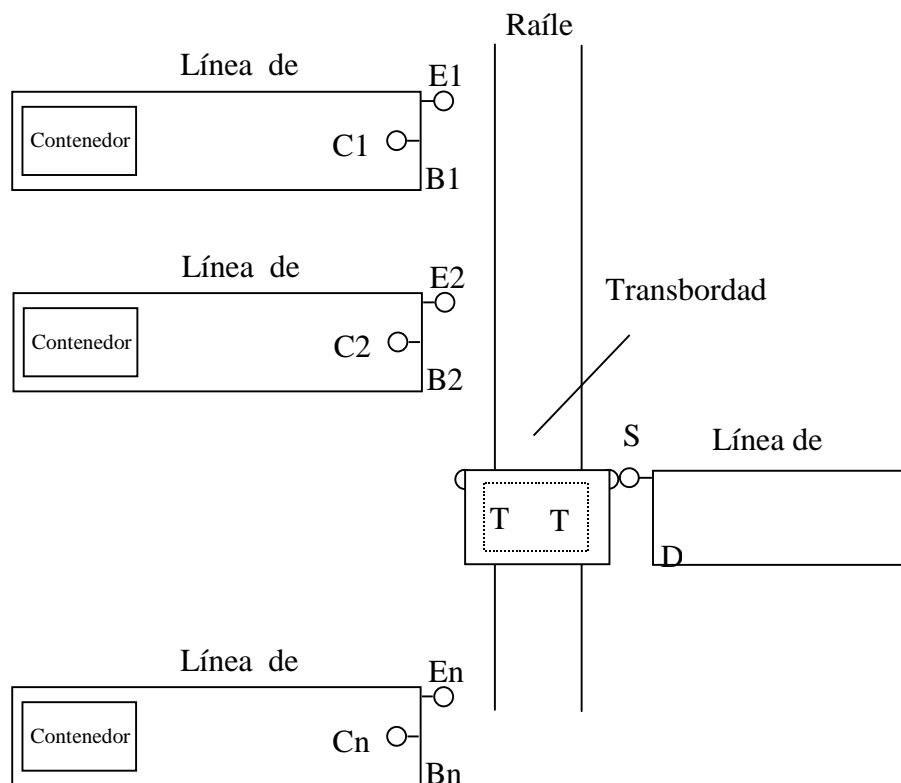 Raíle
Línea de
E1
Contenedor
C1
B1
Línea de
E2
Transbordad
Contenedor
C2
B2
S
Línea de
T T
D
Línea de
En
Contenedor
Cn
Bn